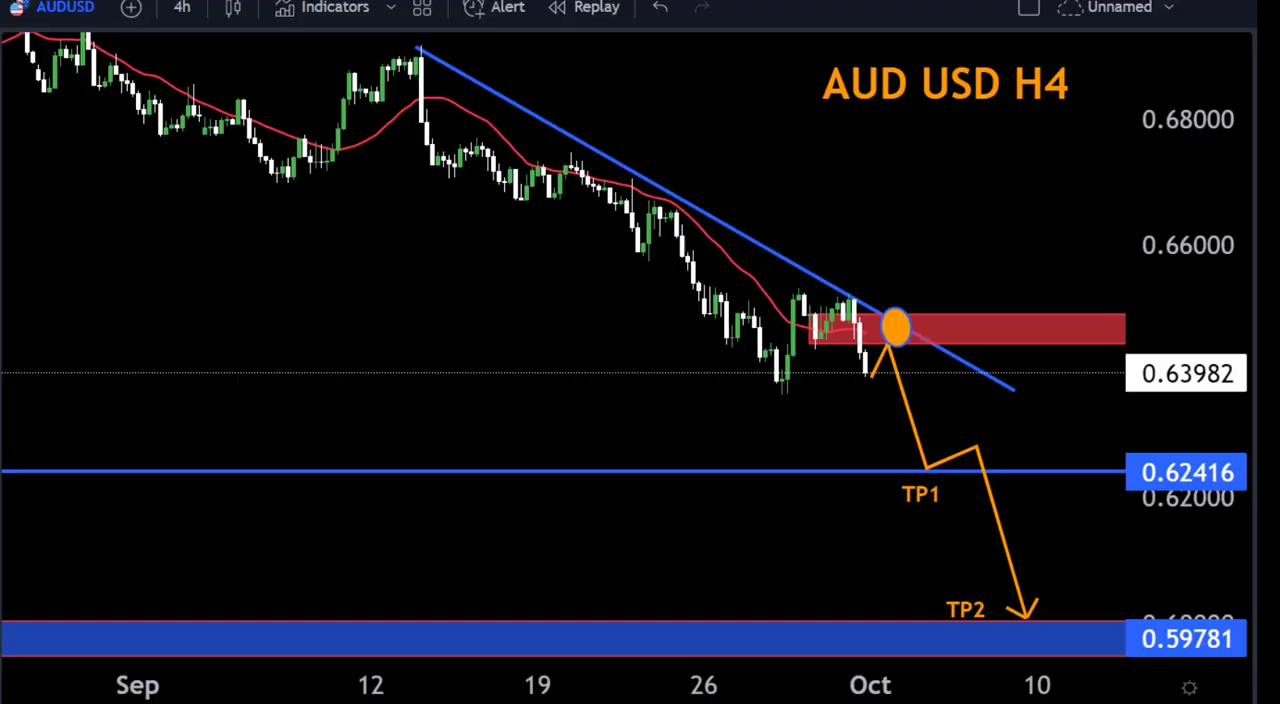 AUDUSD 4h Indicators Alert Replay Unnamed
AUD USD H4
0.68000
0.66000
0.63982
0.62416
TP1
0.62000
TP2
0.59781
Sep 12 19 26 Oct 10